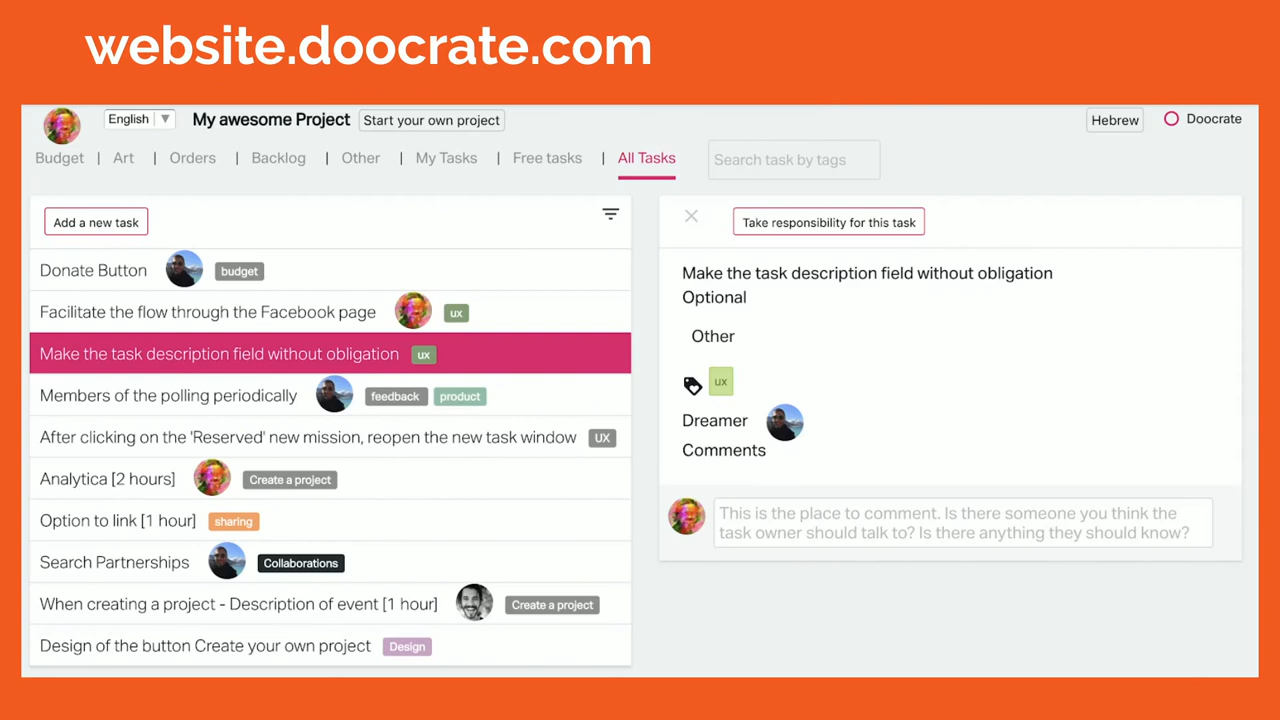 website.doocrate.com
English
My awesome Project
Start your own project
Hebrew
Doocrate
Budget | Art | Orders | Backlog | Other | My Tasks | Free tasks | All Tasks
Search task by tags
Add a new task
Donate Button budget
Facilitate the flow through the Facebook page ux
Make the task description field without obligation ux
Members of the polling periodically feedback product
After clicking on the 'Reserved' new mission, reopen the new task window UX
Analytica [2 hours] Create a project
Option to link [1 hour] sharing
Search Partnerships Collaborations
When creating a project - Description of event [1 hour] Create a project
Design of the button Create your own project Design
Take responsibility for this task
Make the task description field without obligation
Optional
Other
ux
Dreamer
Comments
This is the place to comment. Is there someone you think the
task owner should talk to? Is there anything they should know?